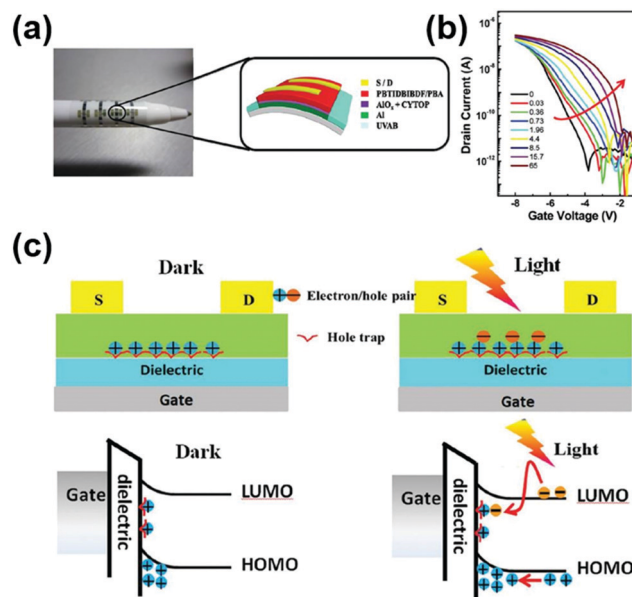 (a)
S / D
PBTIDBIBDF/PBA
AlOx + CYTOP
Al
UVAB
(b)
Drain Current (A)
10-6
10-8
10-10
10-12
0
0.03
0.36
0.73
1.96
4.4
8.5
15.7
65
-8
-6
-4
-2
Gate Voltage (V)
(c)
Dark
S
D
Electron/hole pair
Hole trap
Dielectric
Gate
Light
S
D
Dielectric
Gate
Dark
Gate
dielectric
LUMO
HOMO
Light
Gate
dielectric
LUMO
HOMO